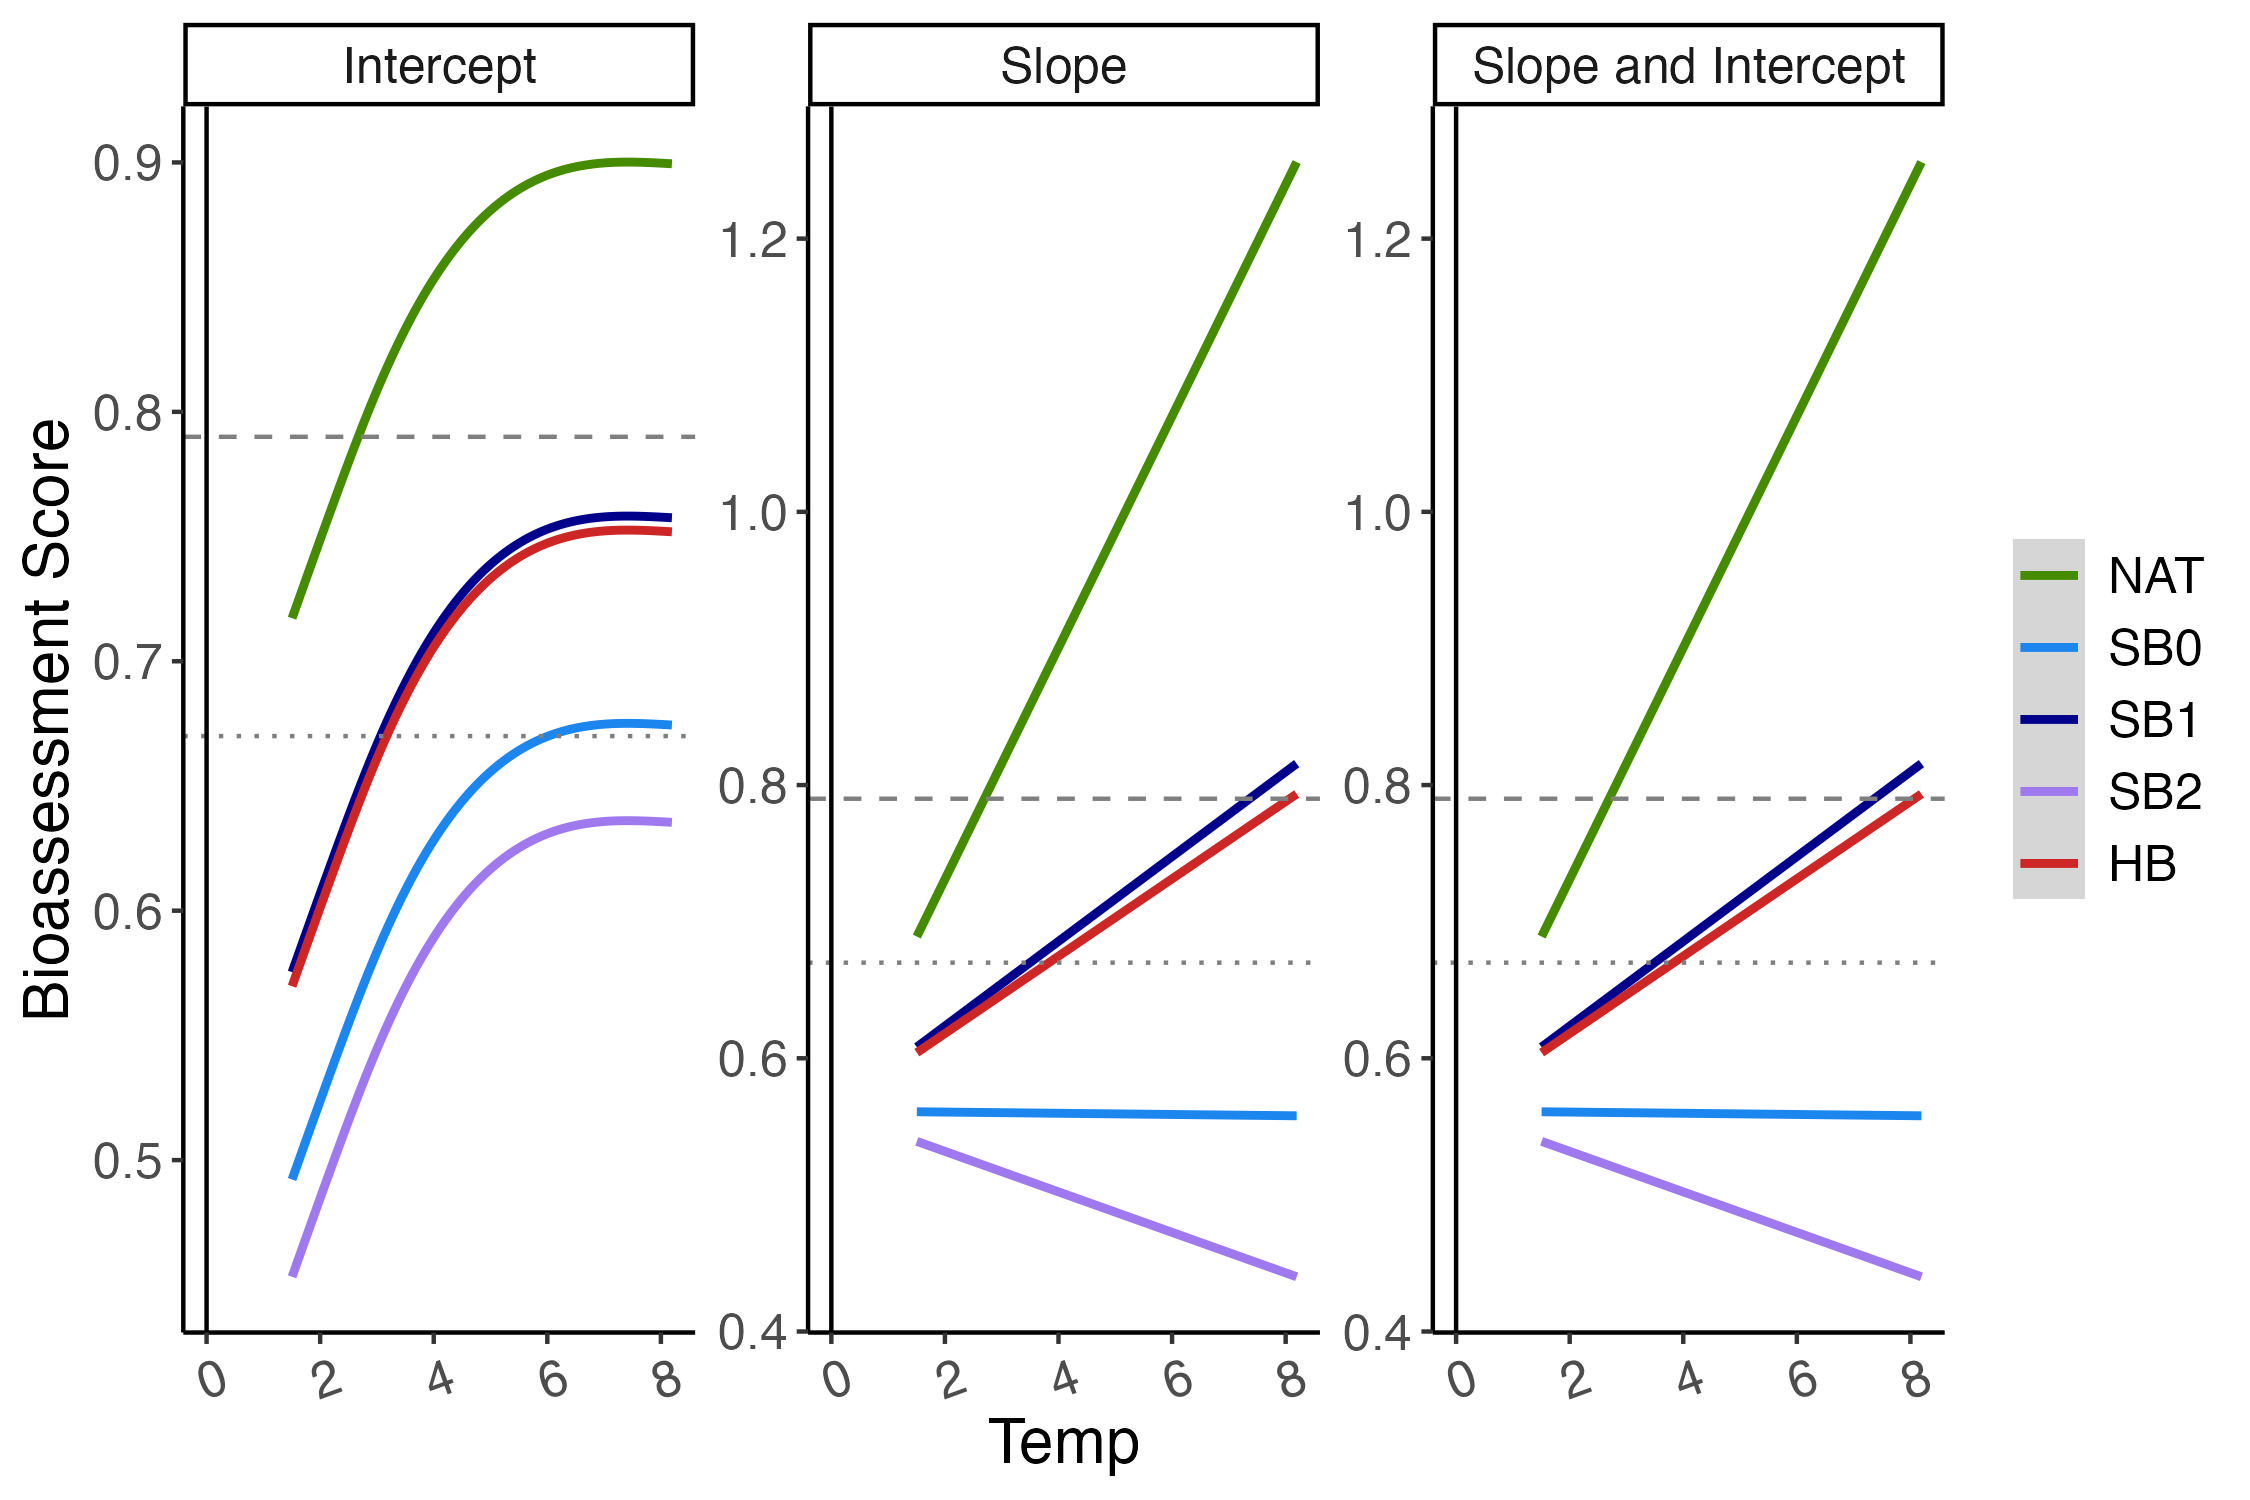 Intercept
Slope
Slope and Intercept
Bioassessment Score
0.9
0.8
0.7
0.6
0.5
1.2
1.0
0.8
0.6
0.4
1.2
1.0
0.8
0.6
0.4
0 2 4 6 8
0 2 4 6 8
0 2 4 6 8
Temp
NAT
SB0
SB1
SB2
HB